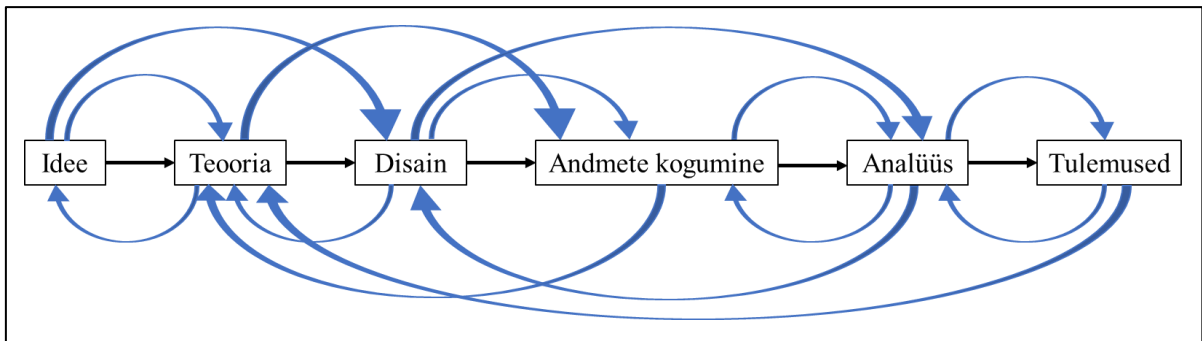 Idee
Teooria
Disain
Andmete kogumine
Analüüs
Tulemused